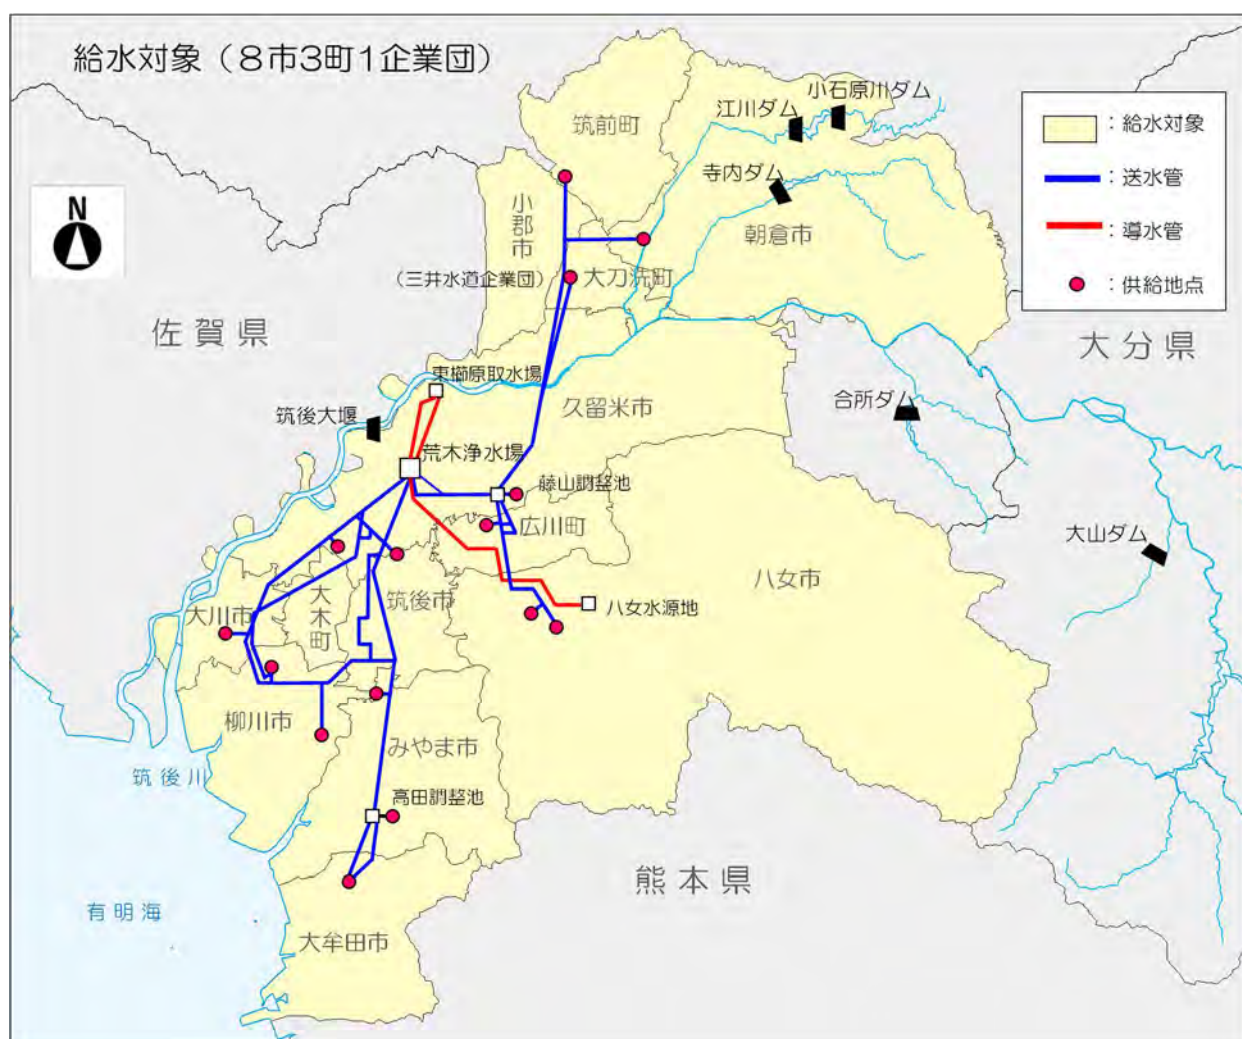 給水対象（8市3町1企業団）
小石原川ダム
江川ダム
筑前町
：給水対象
寺内ダム
：送水管
N
小郡市
朝倉市
：導水管
（三井水道企業団）
大刀洗町
：供給地点
佐賀県
大分県
東櫛原取水場
筑後大堰
久留米市
合所ダム
荒木浄水場
藤山調整池
広川町
大山ダム
八女市
大川市
大木町
筑後市
八女水源地
柳川市
みやま市
筑後川
高田調整池
熊本県
有明海
大牟田市